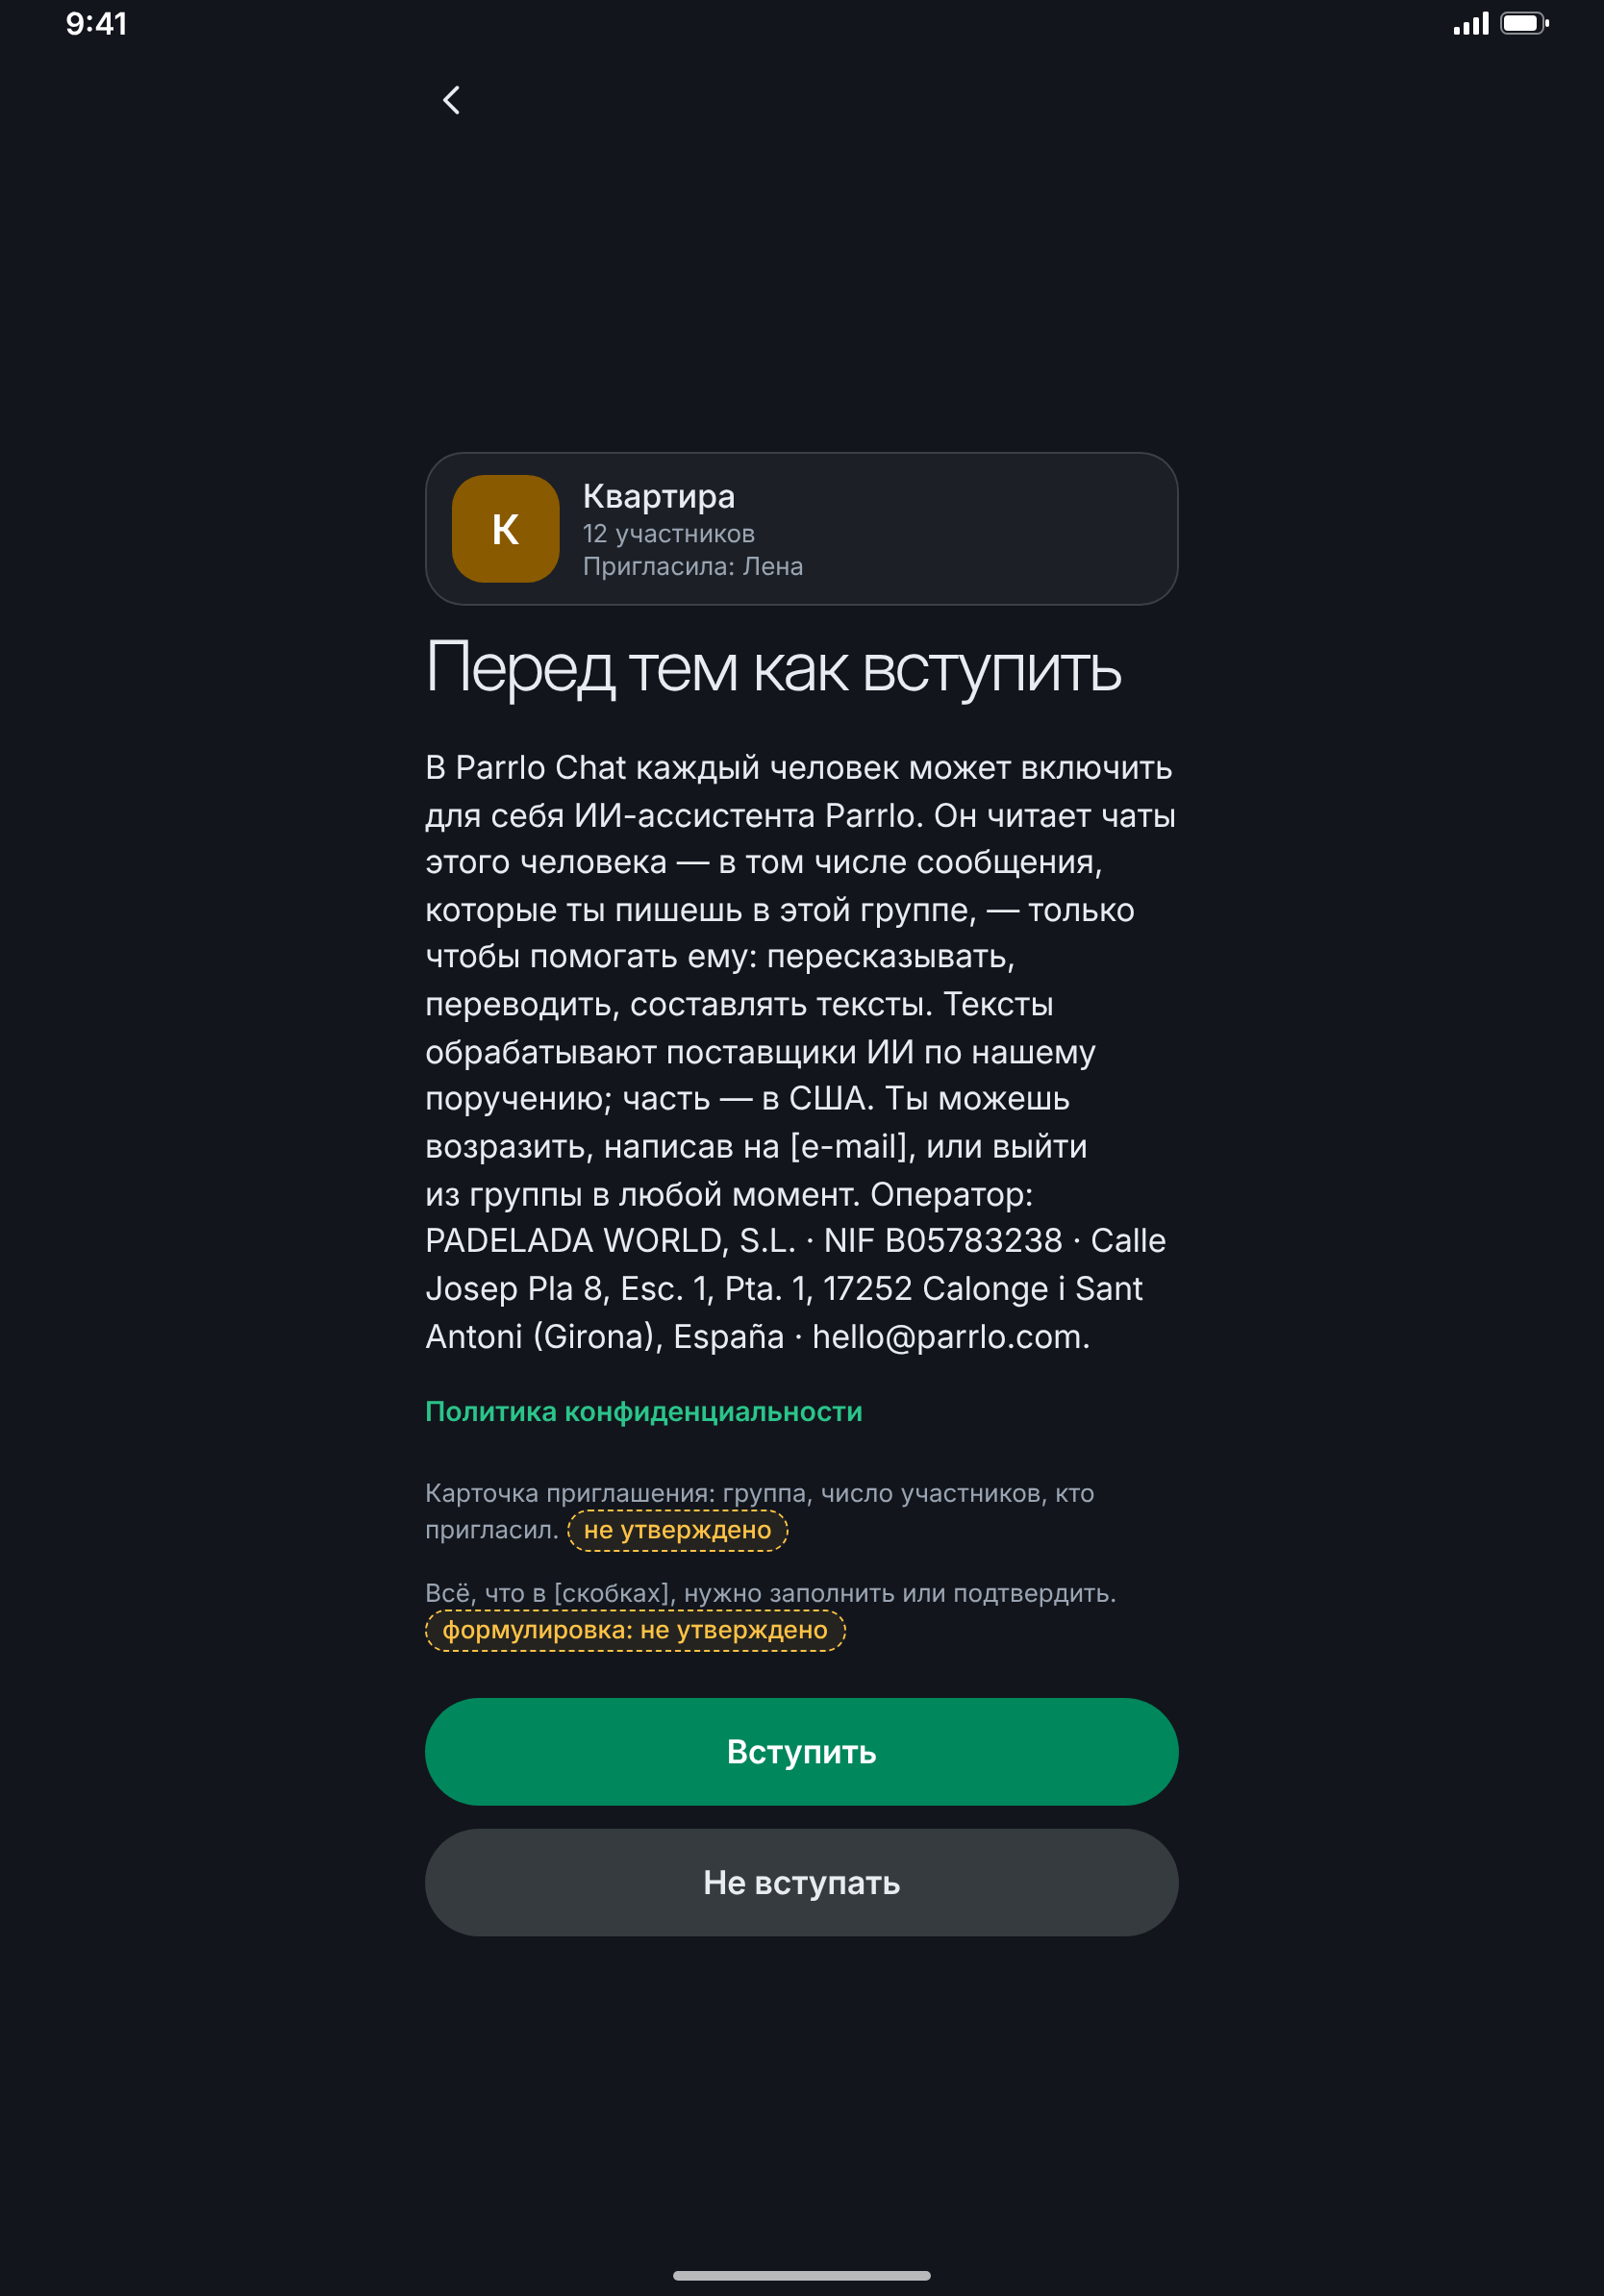 9:41
К
Квартира
12 участников
Пригласила: Лена
Перед тем как вступить
В Parrlo Chat каждый человек может включить
для себя ИИ-ассистента Parrlo. Он читает чаты
этого человека — в том числе сообщения,
которые ты пишешь в этой группе, — только
чтобы помогать ему: пересказывать,
переводить, составлять тексты. Тексты
обрабатывают поставщики ИИ по нашему
поручению; часть — в США. Ты можешь
возразить, написав на [e-mail], или выйти
из группы в любой момент. Оператор:
PADELADA WORLD, S.L. · NIF B05783238 · Calle
Josep Pla 8, Esc. 1, Pta. 1, 17252 Calonge i Sant
Antoni (Girona), España · hello@parrlo.com.
Политика конфиденциальности
Карточка приглашения: группа, число участников, кто
пригласил. не утверждено
Всё, что в [скобках], нужно заполнить или подтвердить.
формулировка: не утверждено
Вступить
Не вступать